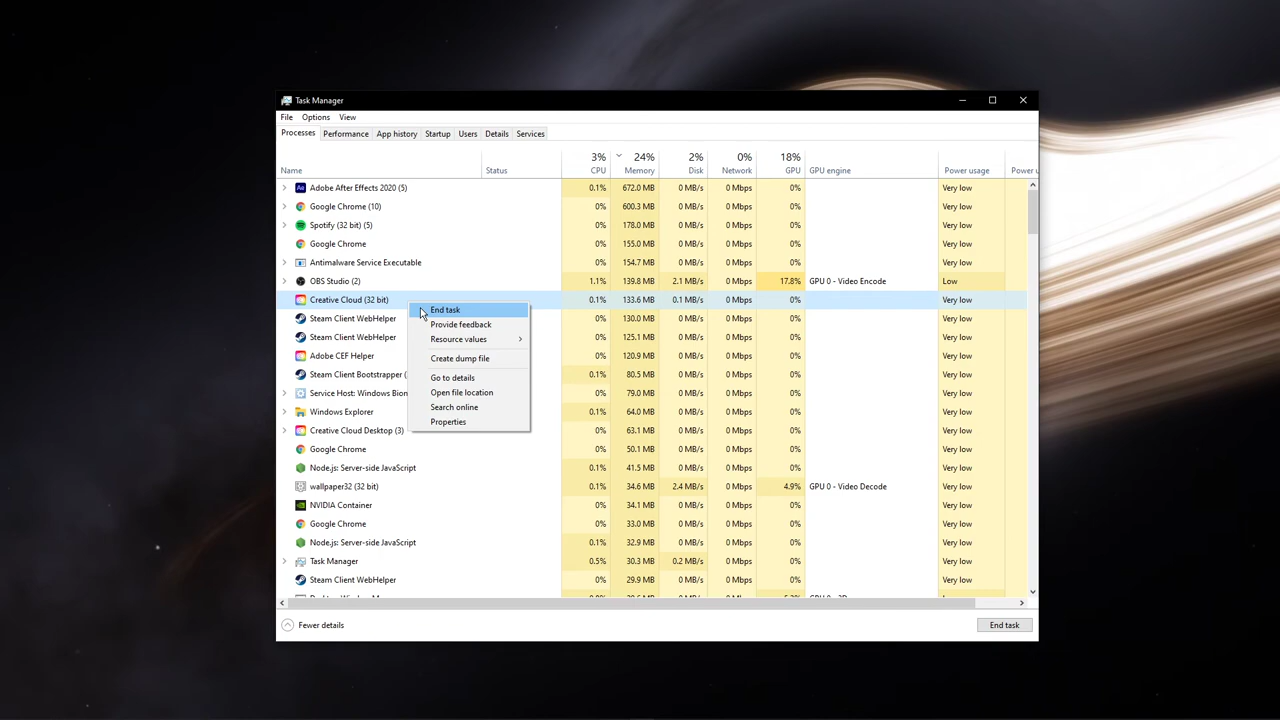 Task Manager
File Options View
Processes Performance App history Startup Users Details Services
3% 24% 2% 0% 18%
Name Status CPU Memory Disk Network GPU GPU engine Power usage Power u
Adobe After Effects 2020 (5) 0.1% 672.0 MB 0 MB/s 0 Mbps 0% Very low
Google Chrome (10) 0% 600.3 MB 0 MB/s 0 Mbps 0% Very low
Spotify (32 bit) (5) 0% 178.0 MB 0 MB/s 0 Mbps 0% Very low
Google Chrome 0% 155.0 MB 0 MB/s 0 Mbps 0% Very low
Antimalware Service Executable 0% 154.7 MB 0 MB/s 0 Mbps 0% Very low
OBS Studio (2) 1.1% 139.8 MB 2.1 MB/s 0 Mbps 17.8% GPU 0 - Video Encode Low
Creative Cloud (32 bit) 0.1% 133.6 MB 0.1 MB/s 0 Mbps 0% Very low
Steam Client WebHelper 0% 130.0 MB 0 MB/s 0 Mbps 0% Very low
Steam Client WebHelper 0% 125.1 MB 0 MB/s 0 Mbps 0% Very low
Adobe CEF Helper 0% 120.9 MB 0 MB/s 0 Mbps 0% Very low
Steam Client Bootstrapper ( 0.1% 80.5 MB 0 MB/s 0 Mbps 0% Very low
Service Host: Windows Bion 0% 79.0 MB 0 MB/s 0 Mbps 0% Very low
Windows Explorer 0.1% 64.0 MB 0 MB/s 0 Mbps 0% Very low
Creative Cloud Desktop (3) 0.1% 63.1 MB 0 MB/s 0 Mbps 0% Very low
Google Chrome 0% 50.1 MB 0 MB/s 0 Mbps 0% Very low
Node.js: Server-side JavaScript 0.1% 41.5 MB 0 MB/s 0 Mbps 0% Very low
wallpaper32 (32 bit) 0.1% 34.6 MB 2.4 MB/s 0 Mbps 4.9% GPU 0 - Video Decode Very low
NVIDIA Container 0% 34.1 MB 0 MB/s 0 Mbps 0% Very low
Google Chrome 0% 33.0 MB 0 MB/s 0 Mbps 0% Very low
Node.js: Server-side JavaScript 0.1% 32.9 MB 0 MB/s 0 Mbps 0% Very low
Task Manager 0.5% 30.3 MB 0.2 MB/s 0 Mbps 0% Very low
Steam Client WebHelper 0% 29.9 MB 0 MB/s 0 Mbps 0% Very low
End task
Provide feedback
Resource values
Create dump file
Go to details
Open file location
Search online
Properties
Fewer details End task